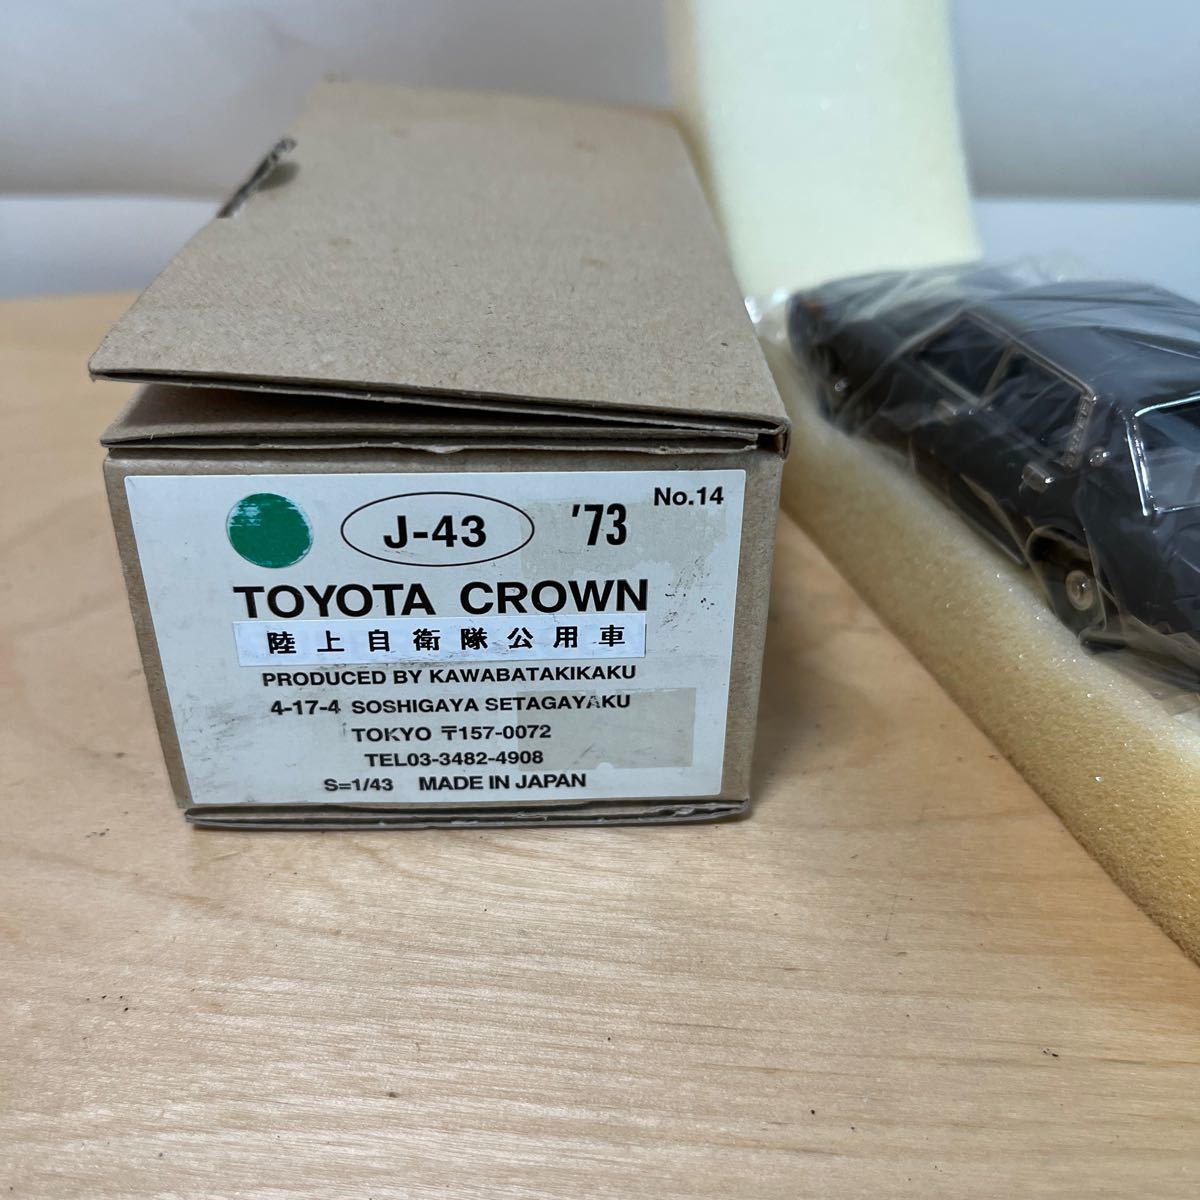 J-43 '73 No.14
TOYOTA CROWN
陸上自衛隊公用車
PRODUCED BY KAWABATAKIKAKU
4-17-4 SOSHIGAYA SETAGAYAKU
TOKYO 〒157-0072
TEL03-3482-4908
S=1/43 MADE IN JAPAN